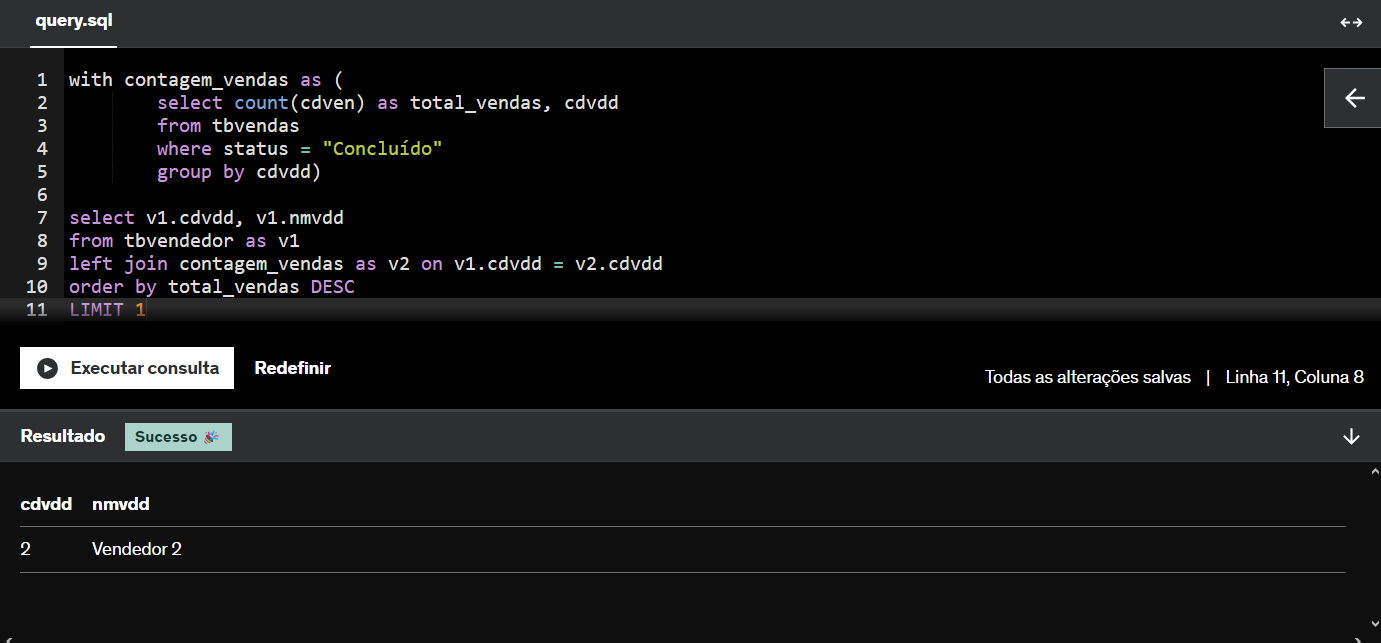 query.sql
1 with contagem_vendas as (
2 select count(cdven) as total_vendas, cdvdd
3 from tbvendas
4 where status = "Concluído"
5 group by cdvdd)
6
7 select v1.cdvdd, v1.nmvdd
8 from tbvendedor as v1
9 left join contagem_vendas as v2 on v1.cdvdd = v2.cdvdd
10 order by total_vendas DESC
11 LIMIT 1
Executar consulta Redefinir
Todas as alterações salvas | Linha 11, Coluna 8
Resultado Sucesso 🎉
cdvdd nmvdd
2 Vendedor 2